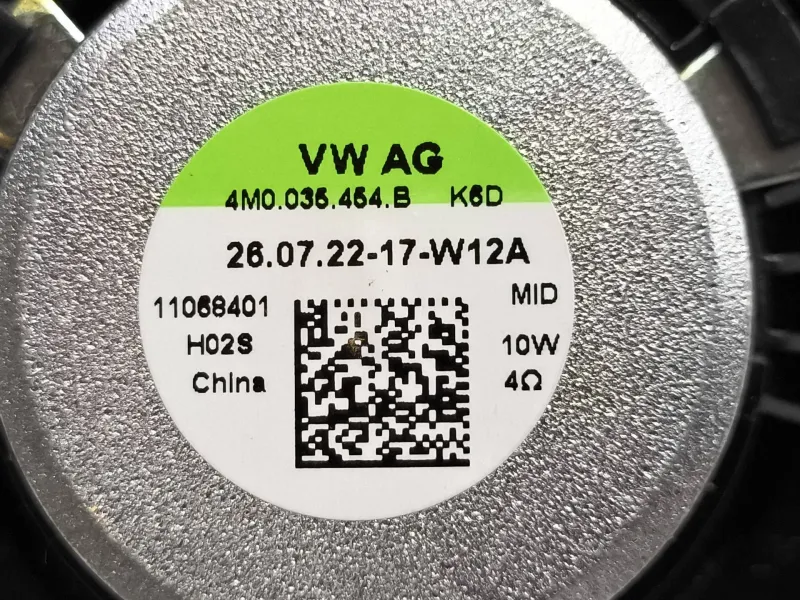 VW AG
4M0.035.454.B K6D
26.07.22-17-W12A
11068401
MID
H02S
10W
China
4Ω